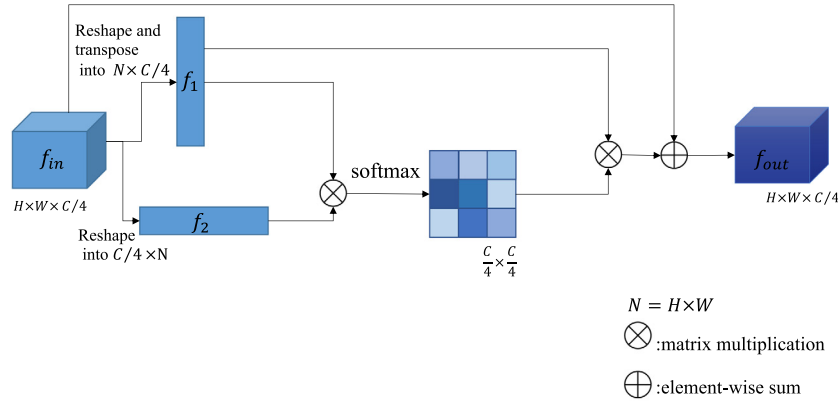 Reshape and
transpose
into N × C/4
f1
fin
H×W×C/4
f2
Reshape
into C/4 ×N
softmax
C/4 × C/4
fout
H×W×C/4
N = H×W
⊗:matrix multiplication
⊕:element-wise sum